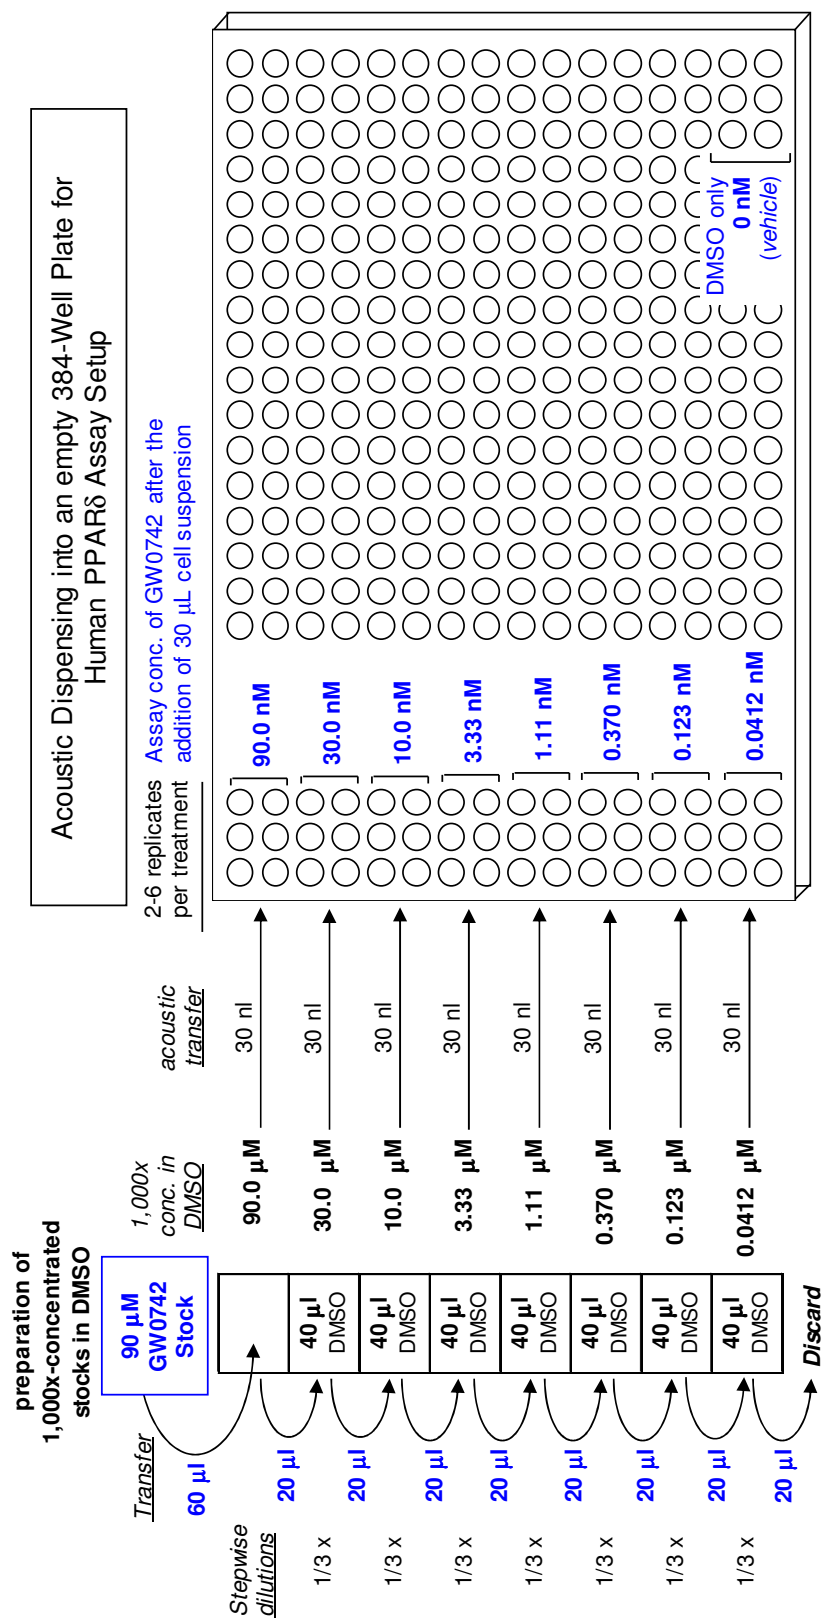 Acoustic Dispensing into an empty 384-Well Plate for
Human PPARδ Assay Setup
preparation of
1,000x-concentrated
stocks in DMSO
90 µM
GW0742
Stock
Transfer
60 µl
20 µl
20 µl
20 µl
20 µl
20 µl
20 µl
20 µl
20 µl
Stepwise
dilutions
1/3 x
1/3 x
1/3 x
1/3 x
1/3 x
1/3 x
1/3 x
40 µl
DMSO
40 µl
DMSO
40 µl
DMSO
40 µl
DMSO
40 µl
DMSO
40 µl
DMSO
40 µl
DMSO
Discard
1,000x
conc. in
DMSO
90.0 µM
30.0 µM
10.0 µM
3.33 µM
1.11 µM
0.370 µM
0.123 µM
0.0412 µM
acoustic
transfer
30 nl
30 nl
30 nl
30 nl
30 nl
30 nl
30 nl
30 nl
2-6 replicates
per treatment
Assay conc. of GW0742 after the
addition of 30 µL cell suspension
90.0 nM
30.0 nM
10.0 nM
3.33 nM
1.11 nM
0.370 nM
0.123 nM
0.0412 nM
DMSO only
0 nM
(vehicle)